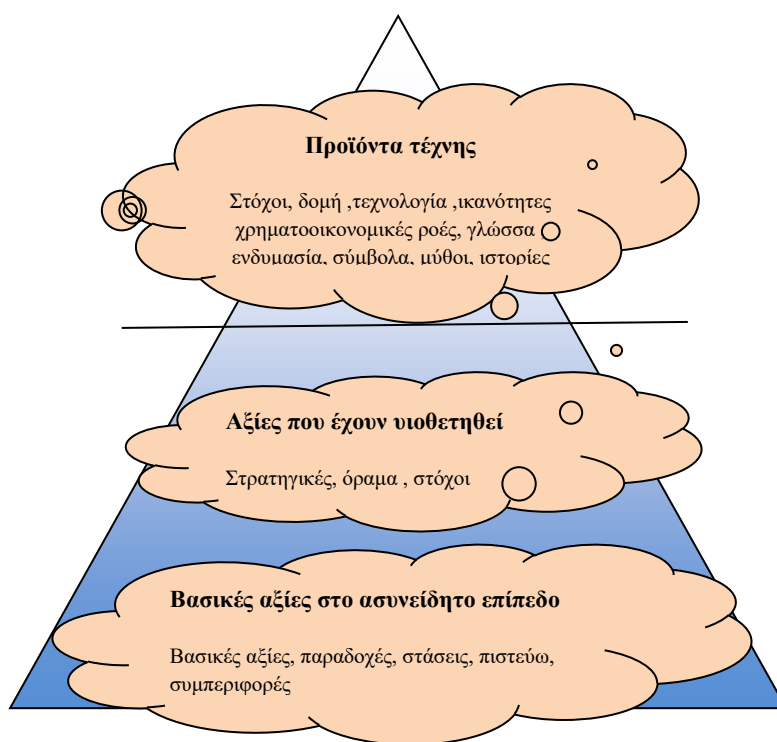 Προϊόντα τέχνης
Στόχοι, δομή ,τεχνολογία ,ικανότητες
χρηματοοικονομικές ροές, γλώσσα ,
ενδυμασία, σύμβολα, μύθοι, ιστορίες
Αξίες που έχουν υιοθετηθεί
Στρατηγικές, όραμα , στόχοι
Βασικές αξίες στο ασυνείδητο επίπεδο
Βασικές αξίες, παραδοχές, στάσεις, πιστεύω,
συμπεριφορές